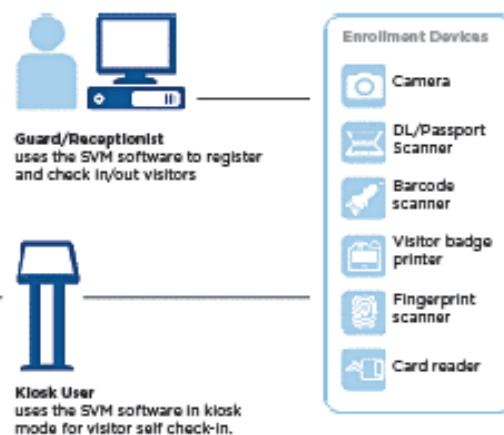 Guard/Receptionist
uses the SVM software to register
and check in/out visitors
Kiosk User
uses the SVM software in kiosk
mode for visitor self check-in.
Enrollment Devices
Camera
DL/Passport
Scanner
Barcode
scanner
Visitor badge
printer
Fingerprint
scanner
Card reader